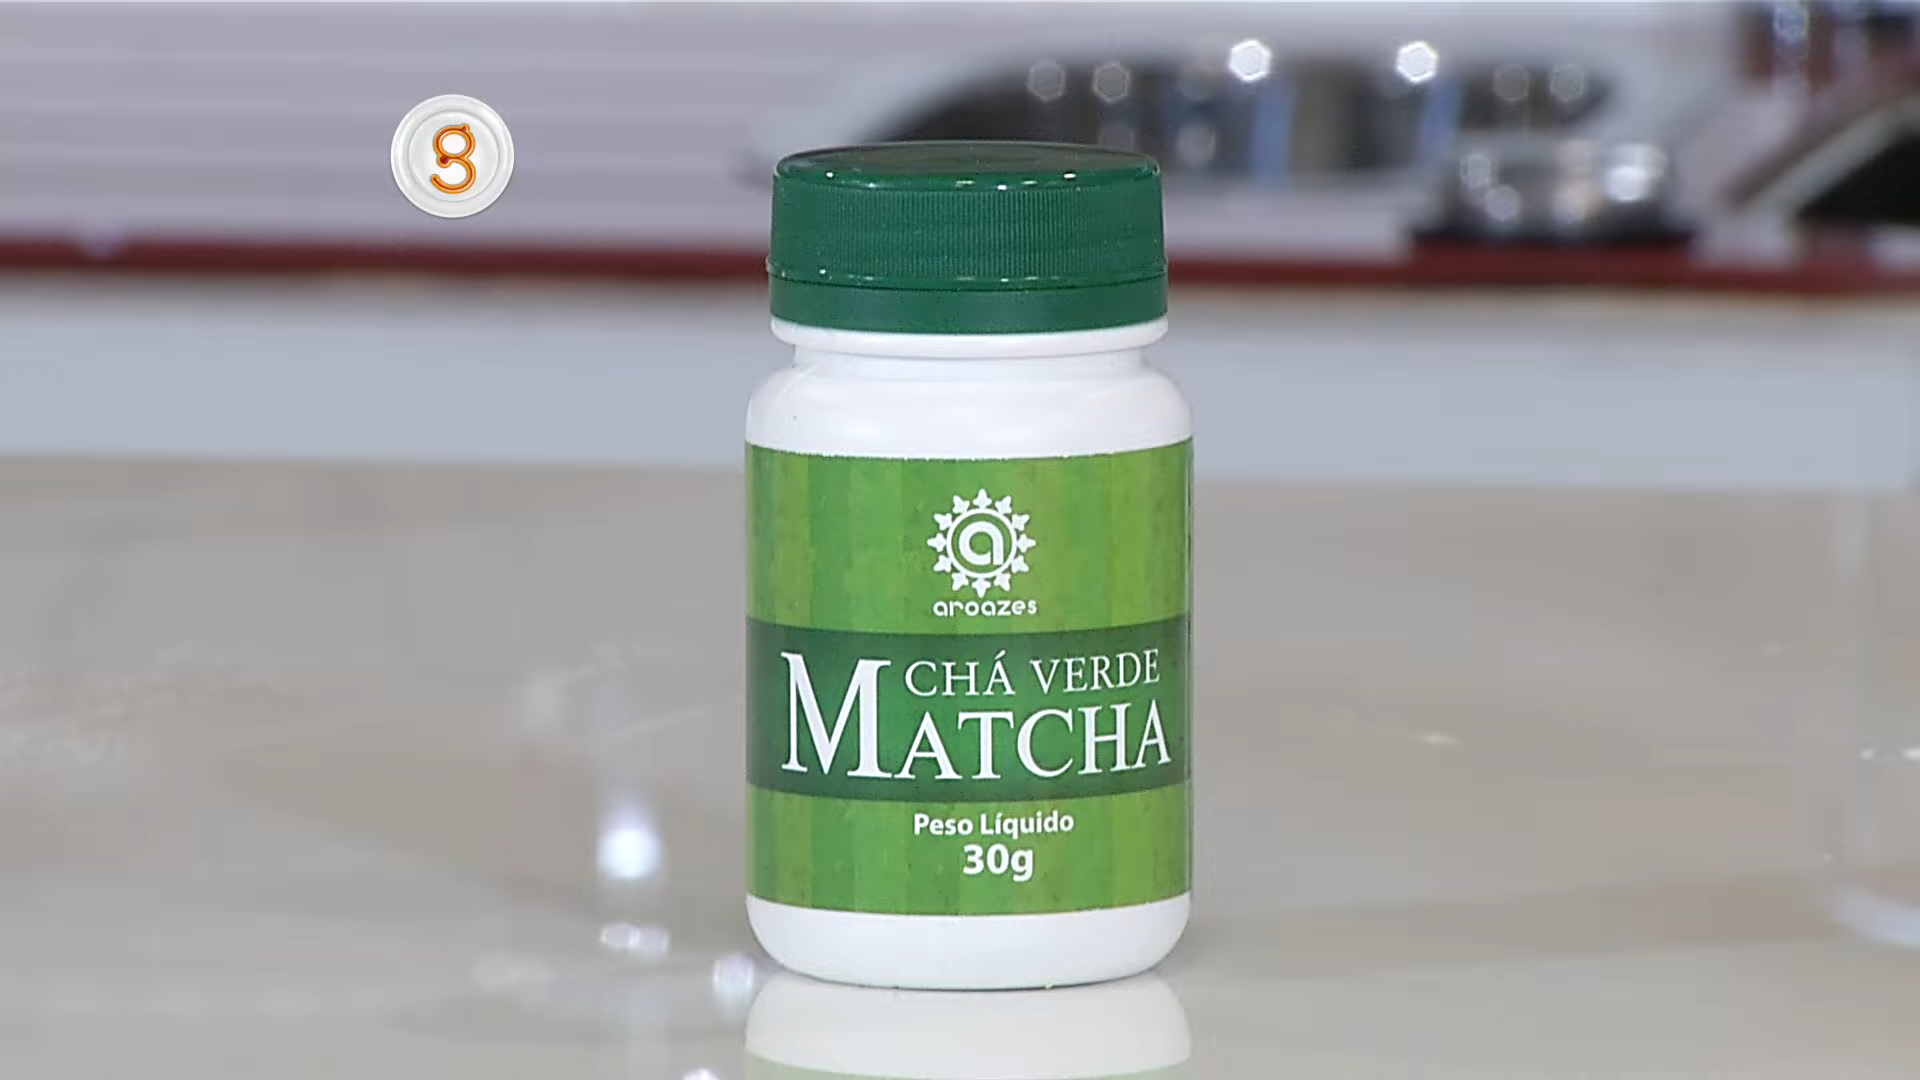 g
a
aroazes
CHÁ VERDE
MATCHA
Peso Líquido
30g